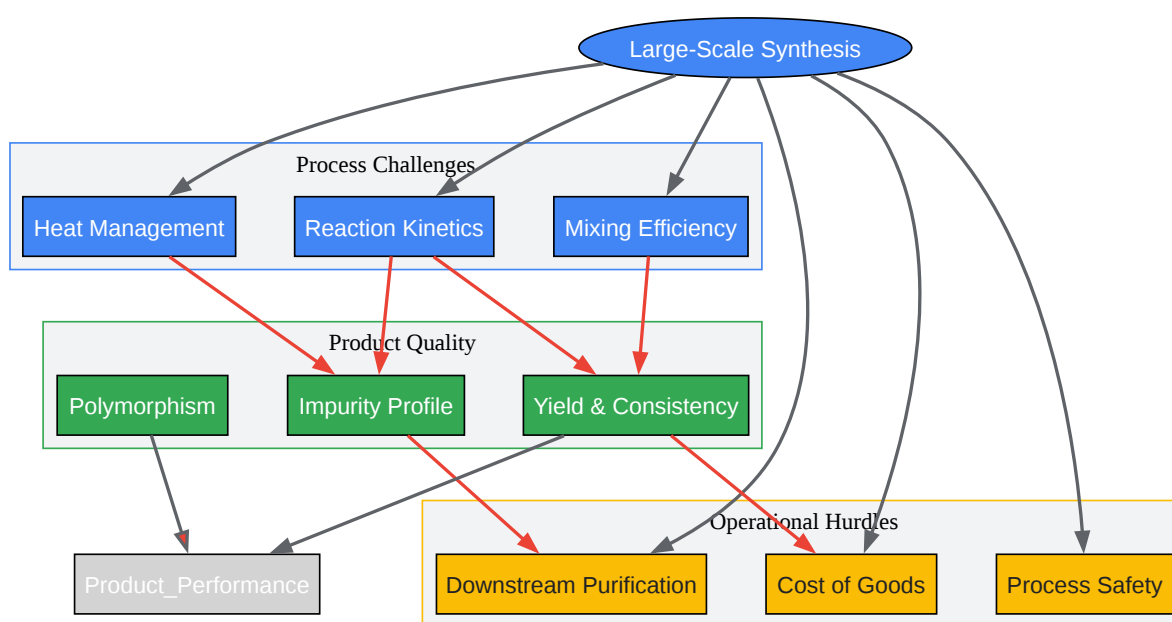 Large-Scale Synthesis
Process Challenges
Heat Management
Reaction Kinetics
Mixing Efficiency
Product Quality
Polymorphism
Impurity Profile
Yield & Consistency
Operational Hurdles
Product_Performance
Downstream Purification
Cost of Goods
Process Safety